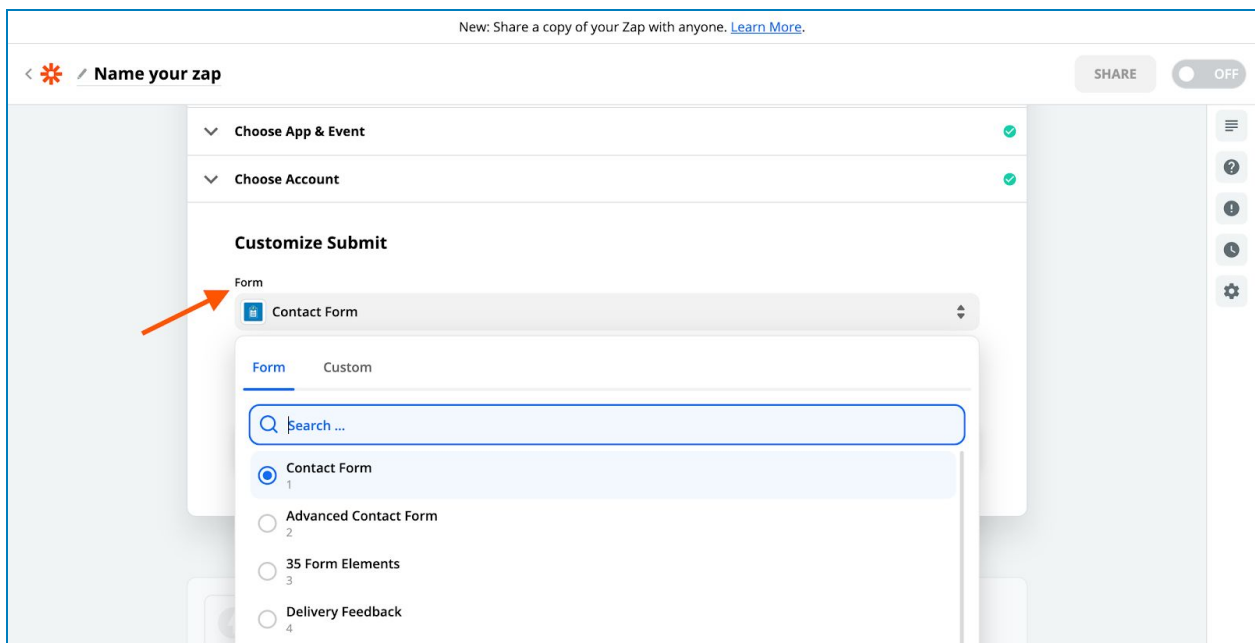 New: Share a copy of your Zap with anyone. Learn More.
Name your zap
SHARE
OFF
Choose App & Event
Choose Account
Customize Submit
Form
Contact Form
Form Custom
Search ...
Contact Form
1
Advanced Contact Form
2
35 Form Elements
3
Delivery Feedback
4